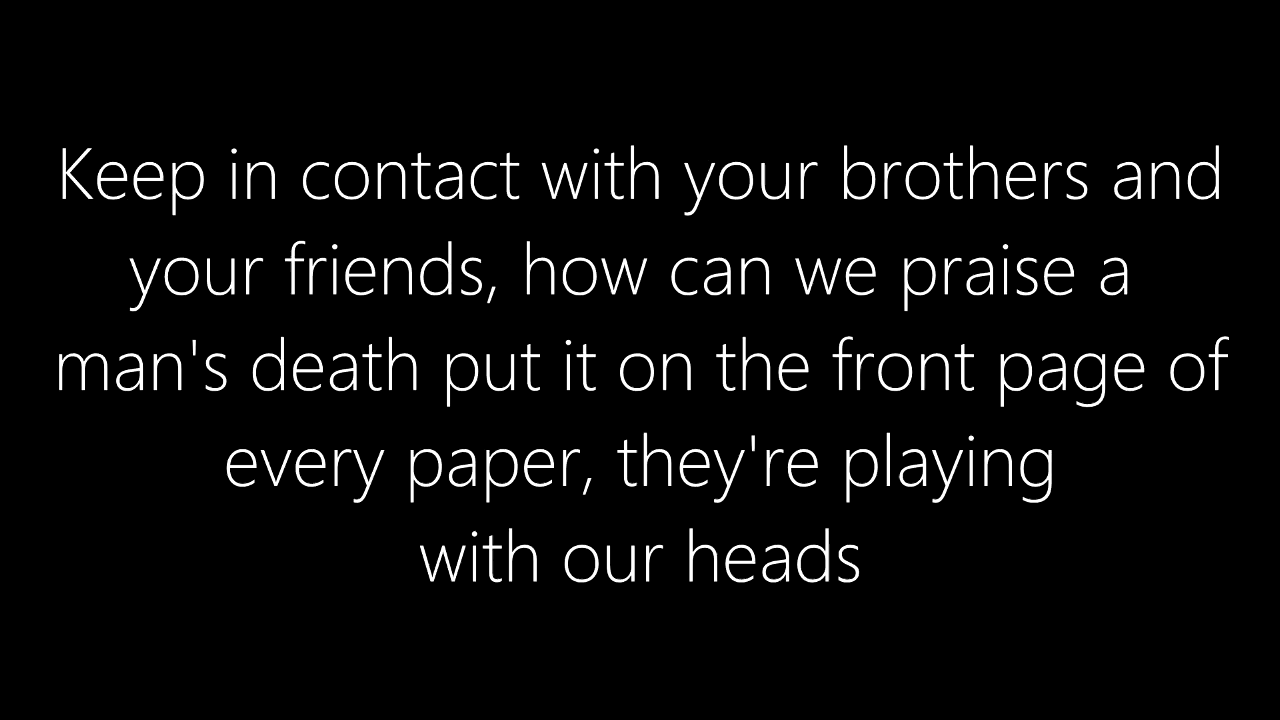 Keep in contact with your brothers and
your friends, how can we praise a
man's death put it on the front page of
every paper, they're playing
with our heads